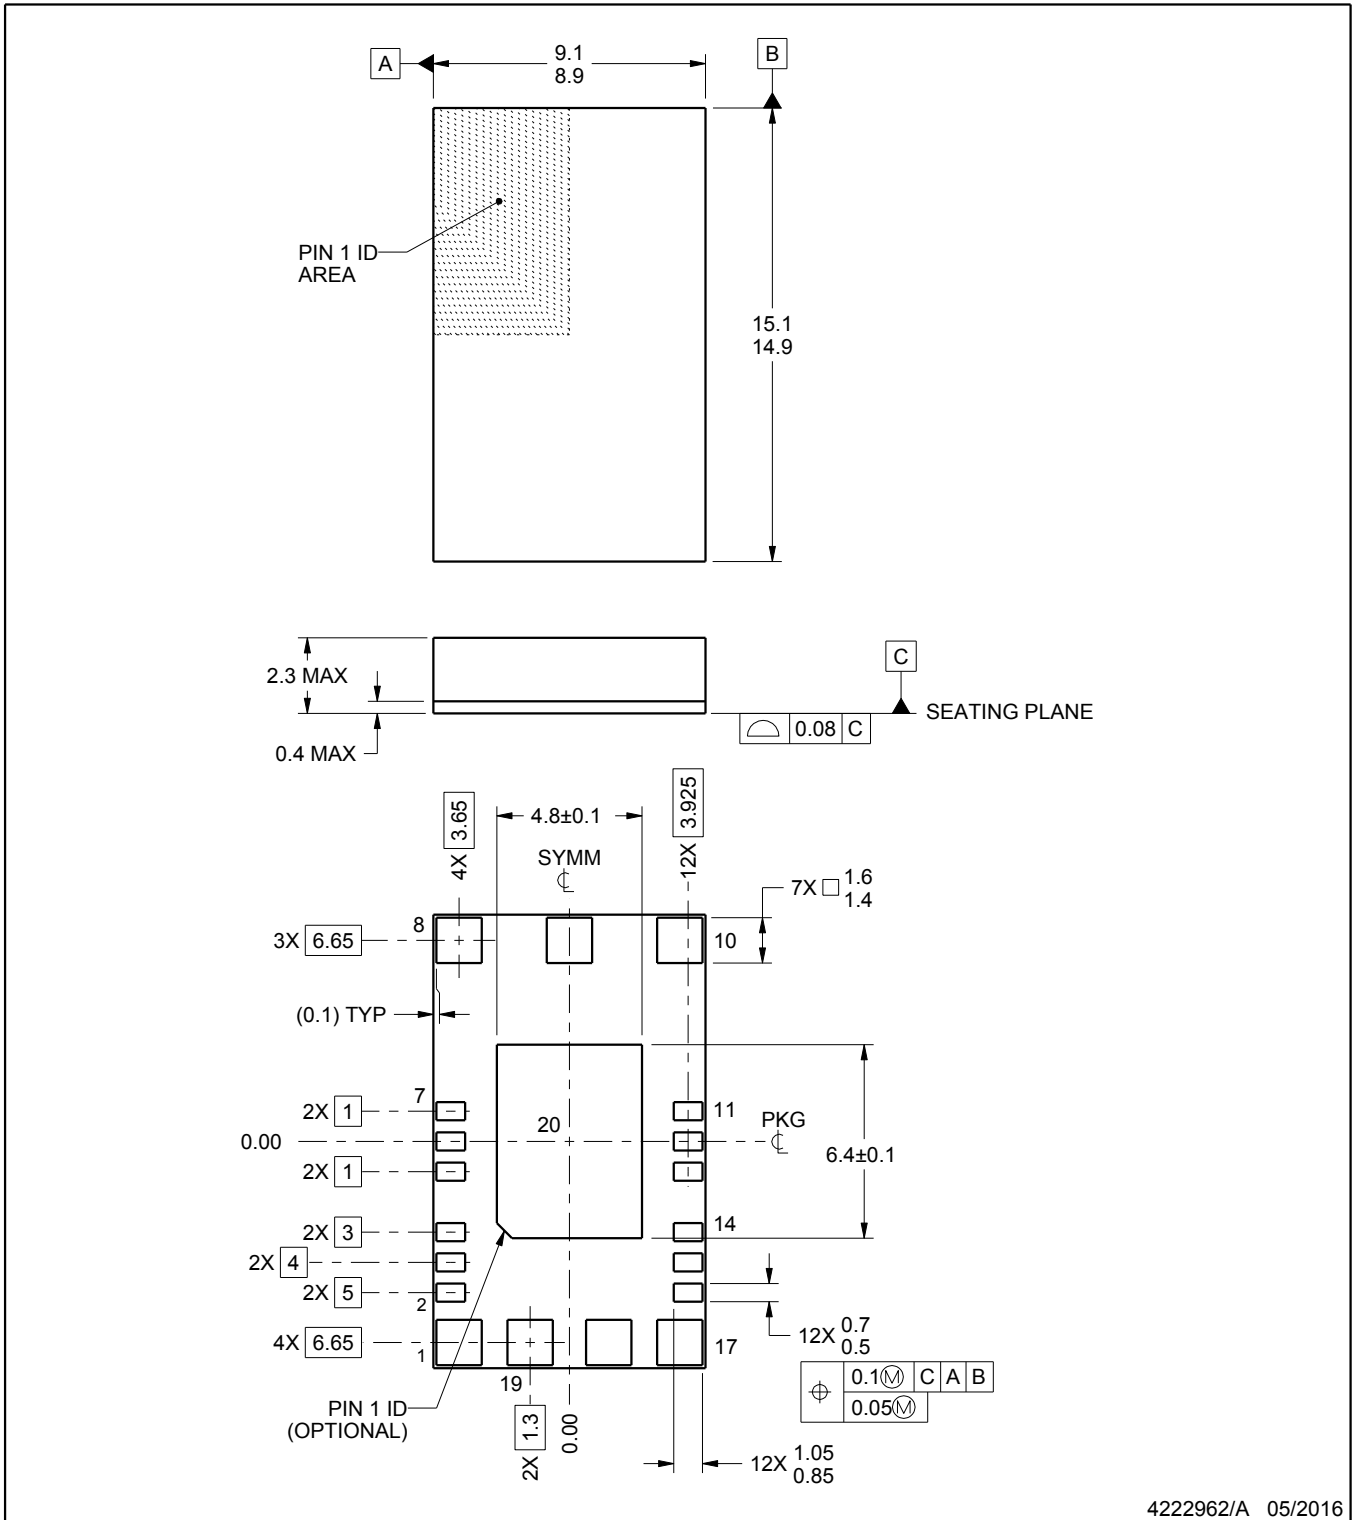 A
9.1
8.9
B
PIN 1 ID
AREA
15.1
14.9
C
2.3 MAX
SEATING PLANE
0.08 C
0.4 MAX
4X 3.65
4.8±0.1
12X 3.925
SYMM
7X 1.6
1.4
8
3X 6.65
10
(0.1) TYP
7
2X 1
11
20
PKG
0.00
6.4±0.1
2X 1
2X 3
14
2X 4
2X 5
2
12X 0.7
0.5
4X 6.65
1
17
0.1Ⓜ C A B
0.05Ⓜ
19
PIN 1 ID
(OPTIONAL)
2X 1.3
0.00
12X 1.05
0.85
4222962/A 05/2016